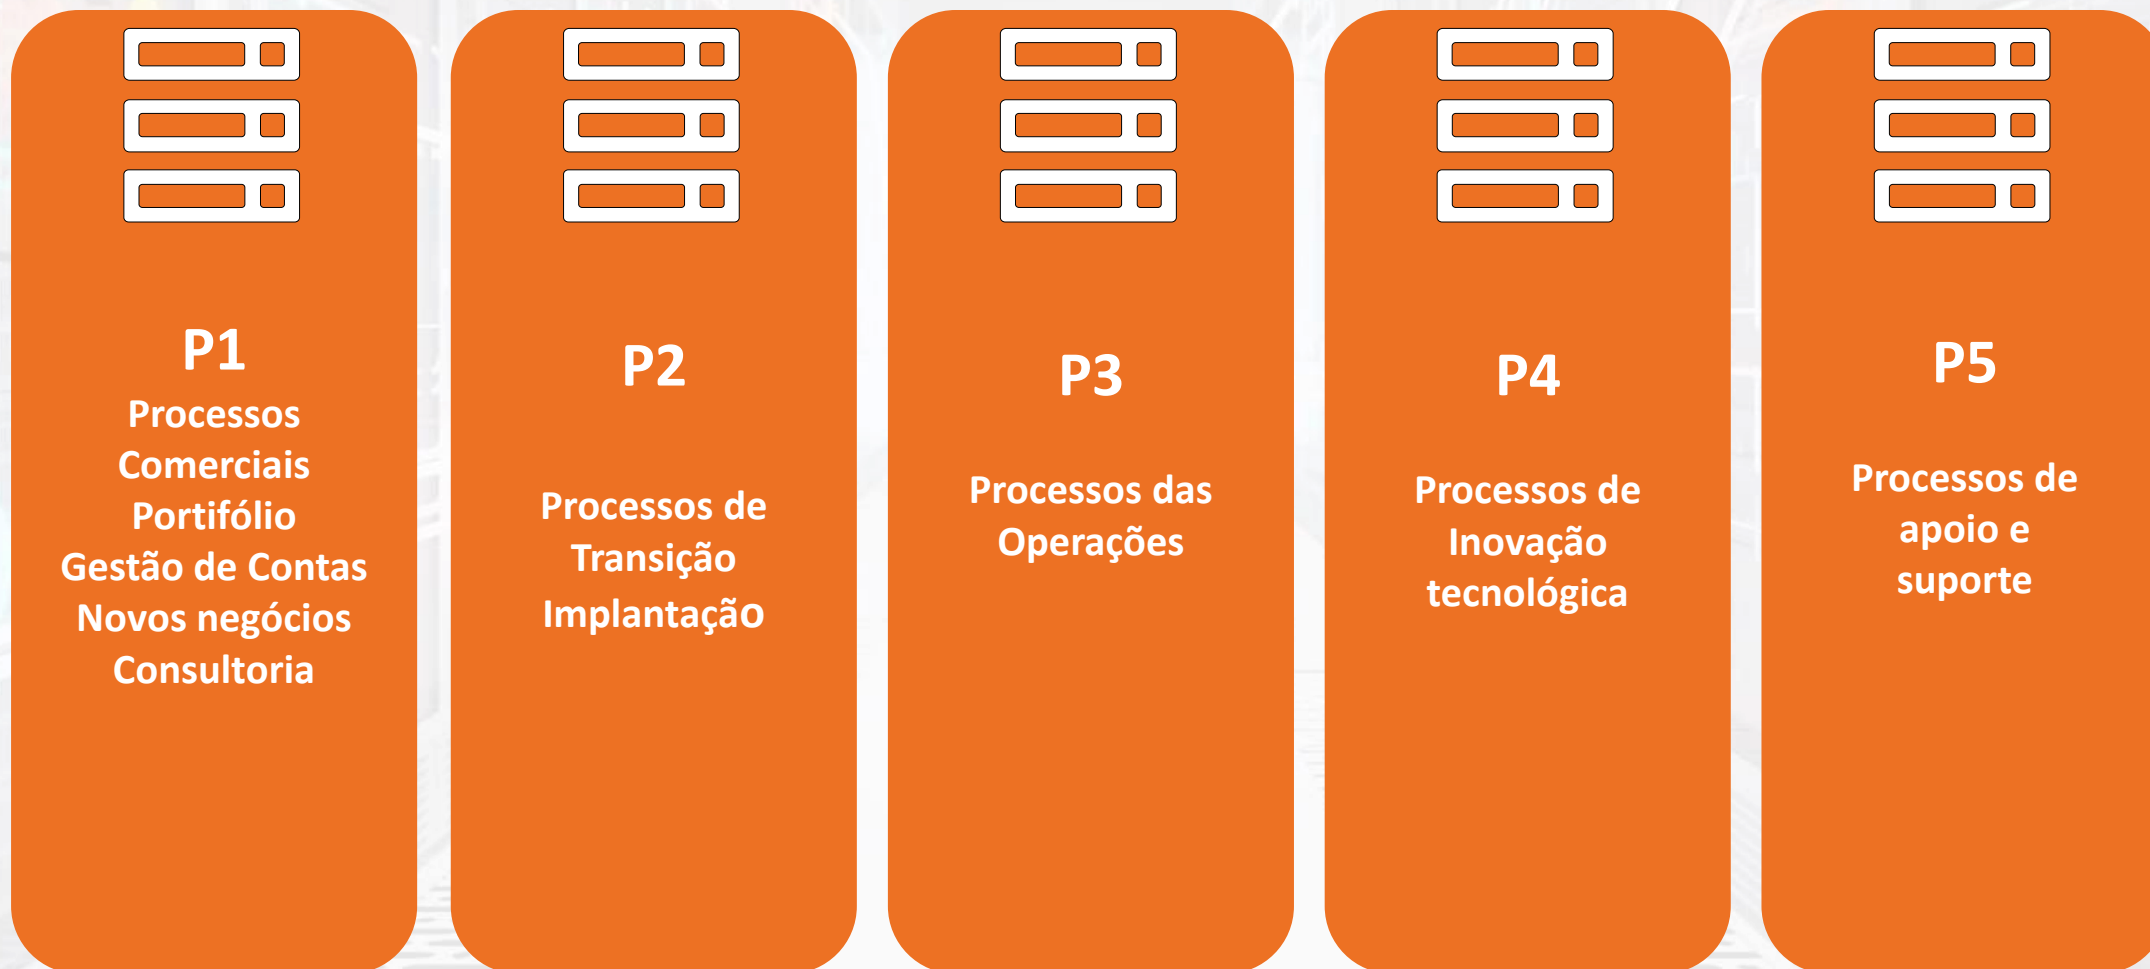 P1
Processos
Comerciais
Portifólio
Gestão de Contas
Novos negócios
Consultoria
P2
Processos de
Transição
Implantação
P3
Processos das
Operações
P4
Processos de
Inovação
tecnológica
P5
Processos de
apoio e
suporte